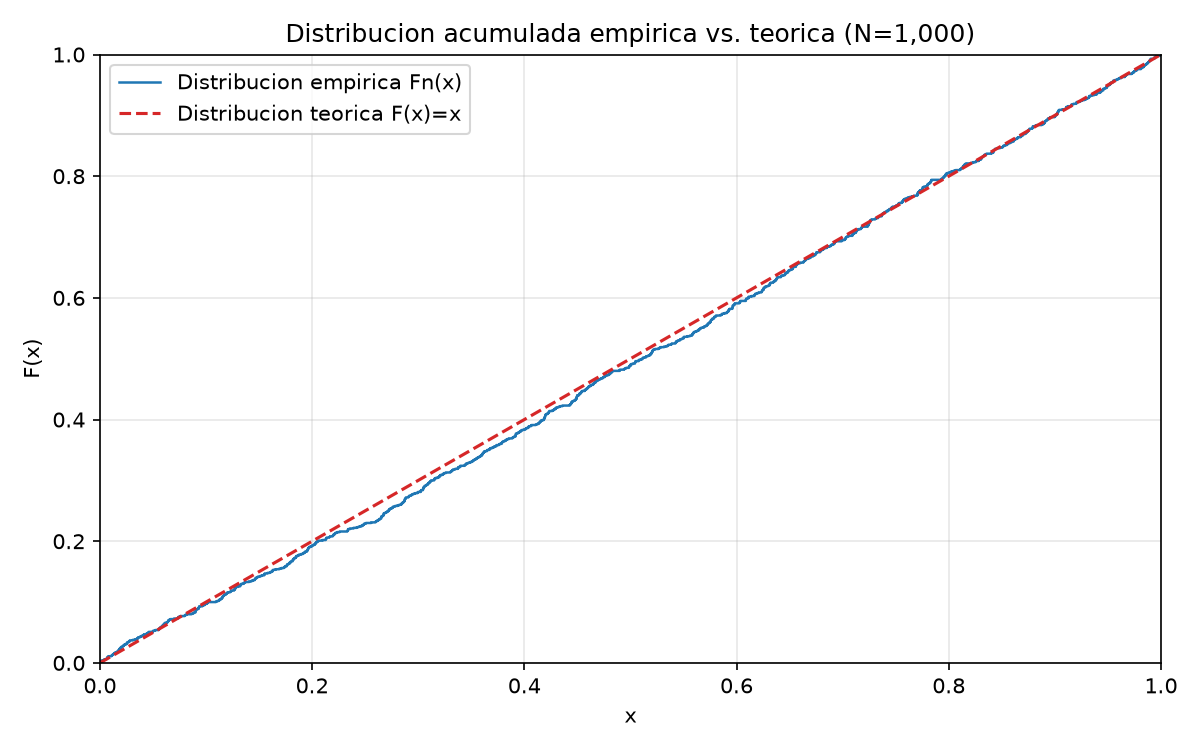 Distribucion acumulada empirica vs. teorica (N=1,000)
Distribucion empirica Fn(x)
Distribucion teorica F(x)=x
1.0
0.8
0.6
0.4
0.2
0.0
F(x)
0.0 0.2 0.4 0.6 0.8 1.0
x